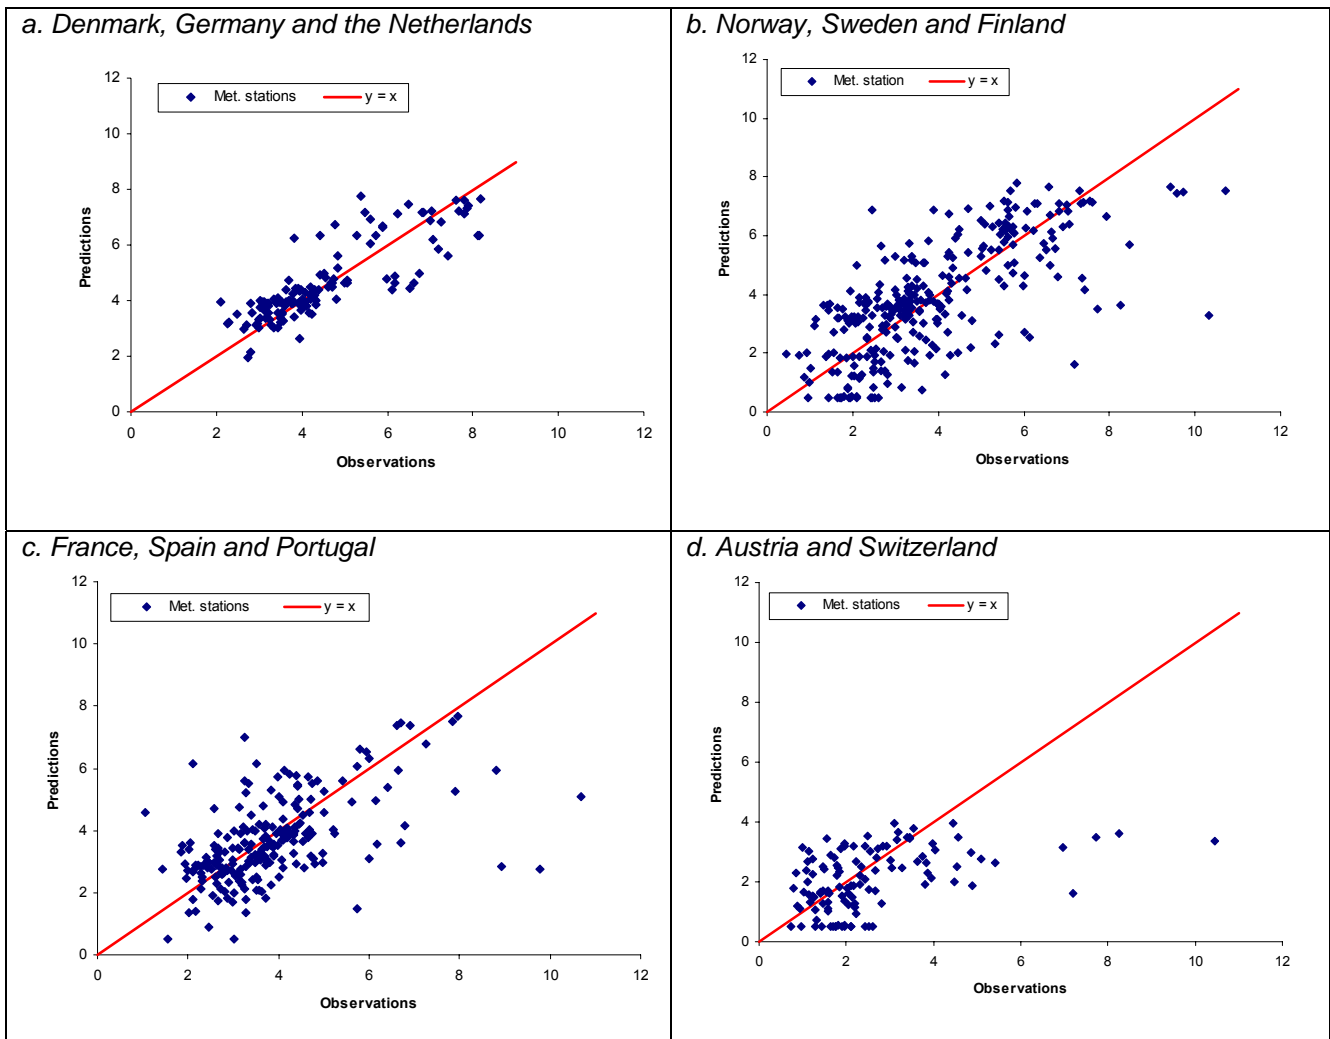 a. Denmark, Germany and the Netherlands
12
Met. stations
y = x
10
8
6
4
2
0
Predictions
0 2 4 6 8 10 12
Observations
b. Norway, Sweden and Finland
12
Met. station
y = x
10
8
6
4
2
0
Predictions
0 2 4 6 8 10 12
Observations
c. France, Spain and Portugal
12
Met. stations
y = x
10
8
6
4
2
0
Predictions
0 2 4 6 8 10 12
Observations
d. Austria and Switzerland
12
Met. stations
y = x
10
8
6
4
2
0
Predictions
0 2 4 6 8 10 12
Observations